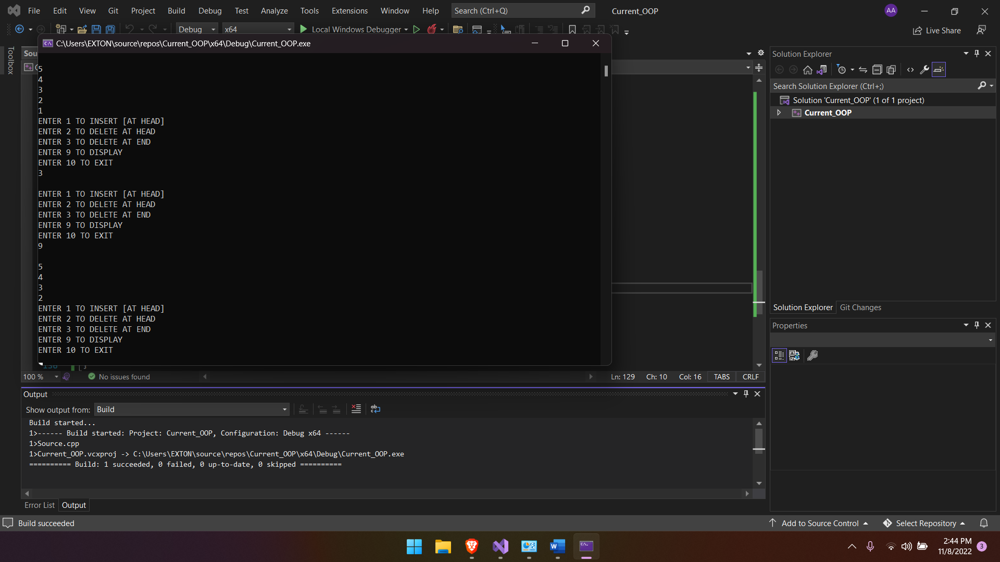 File Edit View Git Project Build Debug Test Analyze Tools Extensions Window Help Search (Ctrl+Q) Current_OOP AA
Debug x64 Local Windows Debugger Live Share
C:\Users\EXTON\source\repos\Current_OOP\x64\Debug\Current_OOP.exe
Toolbox
Sou
5
4
3
2
1
ENTER 1 TO INSERT [AT HEAD]
ENTER 2 TO DELETE AT HEAD
ENTER 3 TO DELETE AT END
ENTER 9 TO DISPLAY
ENTER 10 TO EXIT
3
ENTER 1 TO INSERT [AT HEAD]
ENTER 2 TO DELETE AT HEAD
ENTER 3 TO DELETE AT END
ENTER 9 TO DISPLAY
ENTER 10 TO EXIT
9
5
4
3
2
ENTER 1 TO INSERT [AT HEAD]
ENTER 2 TO DELETE AT HEAD
ENTER 3 TO DELETE AT END
ENTER 9 TO DISPLAY
ENTER 10 TO EXIT
100 % No issues found Ln: 129 Ch: 10 Col: 16 TABS CRLF
Output
Show output from: Build
Build started...
1>------ Build started: Project: Current_OOP, Configuration: Debug x64 ------
1>Source.cpp
1>Current_OOP.vcxproj -> C:\Users\EXTON\source\repos\Current_OOP\x64\Debug\Current_OOP.exe
========== Build: 1 succeeded, 0 failed, 0 up-to-date, 0 skipped ==========
Error List Output
Solution Explorer
Search Solution Explorer (Ctrl+;)
Solution 'Current_OOP' (1 of 1 project)
Current_OOP
Solution Explorer Git Changes
Properties
Build succeeded Add to Source Control Select Repository
2:44 PM
11/8/2022 3